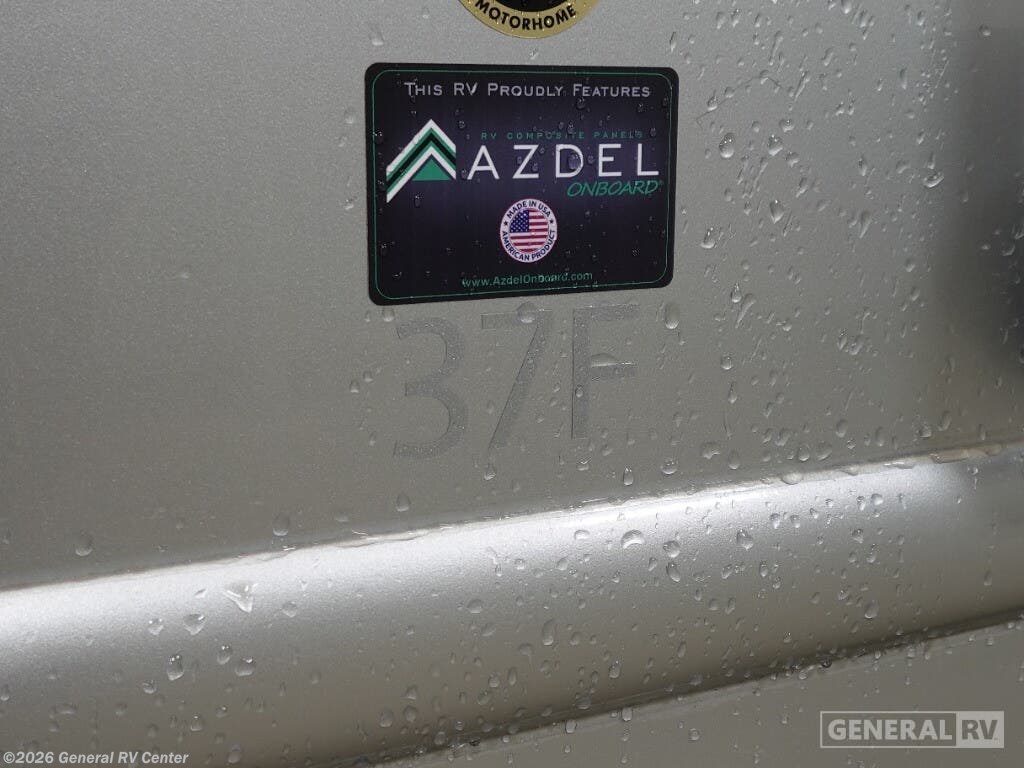 MOTORHOME
THIS RV PROUDLY FEATURES
RV COMPOSITE PANELS
AZDEL
ONBOARD®
MADE IN USA
AMERICAN PRODUCT
www.AzdelOnboard.com
37F
GENERAL RV
©2026 General RV Center